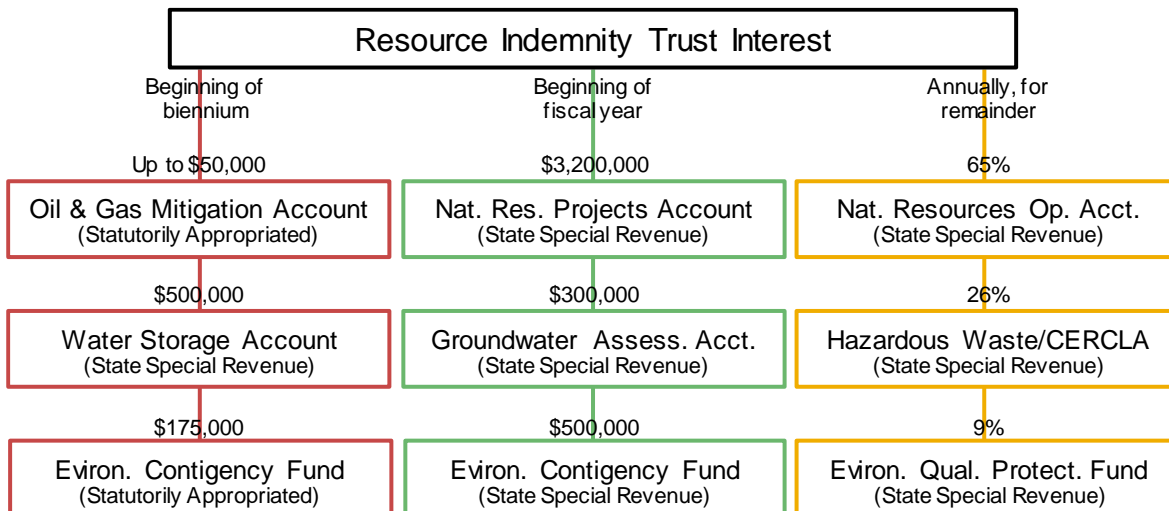 Resource Indemnity Trust Interest
Beginning of
biennium
Beginning of
fiscal year
Annually, for
remainder
Up to $50,000
$3,200,000
65%
Oil & Gas Mitigation Account
(Statutorily Appropriated)
Nat. Res. Projects Account
(State Special Revenue)
Nat. Resources Op. Acct.
(State Special Revenue)
$500,000
$300,000
26%
Water Storage Account
(State Special Revenue)
Groundwater Assess. Acct.
(State Special Revenue)
Hazardous Waste/CERCLA
(State Special Revenue)
$175,000
$500,000
9%
Eviron. Contigency Fund
(Statutorily Appropriated)
Eviron. Contigency Fund
(State Special Revenue)
Eviron. Qual. Protect. Fund
(State Special Revenue)